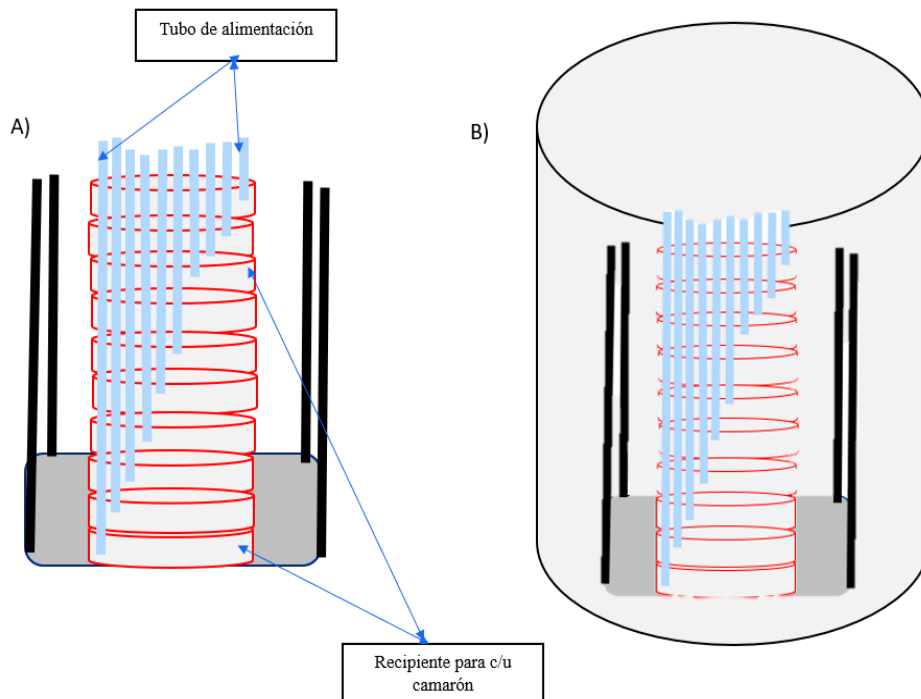 Tubo de alimentación
A)
B)
Recipiente para c/u
camarón